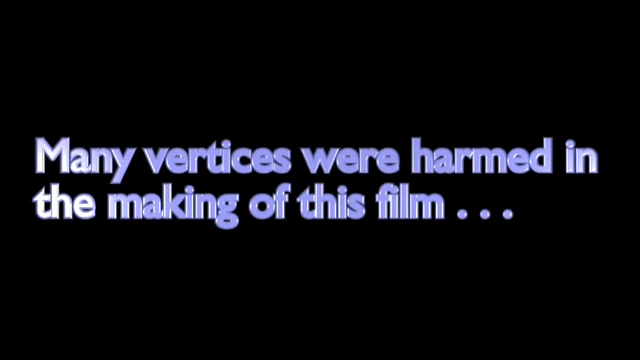 Many vertices were harmed in
the making of this film . . .